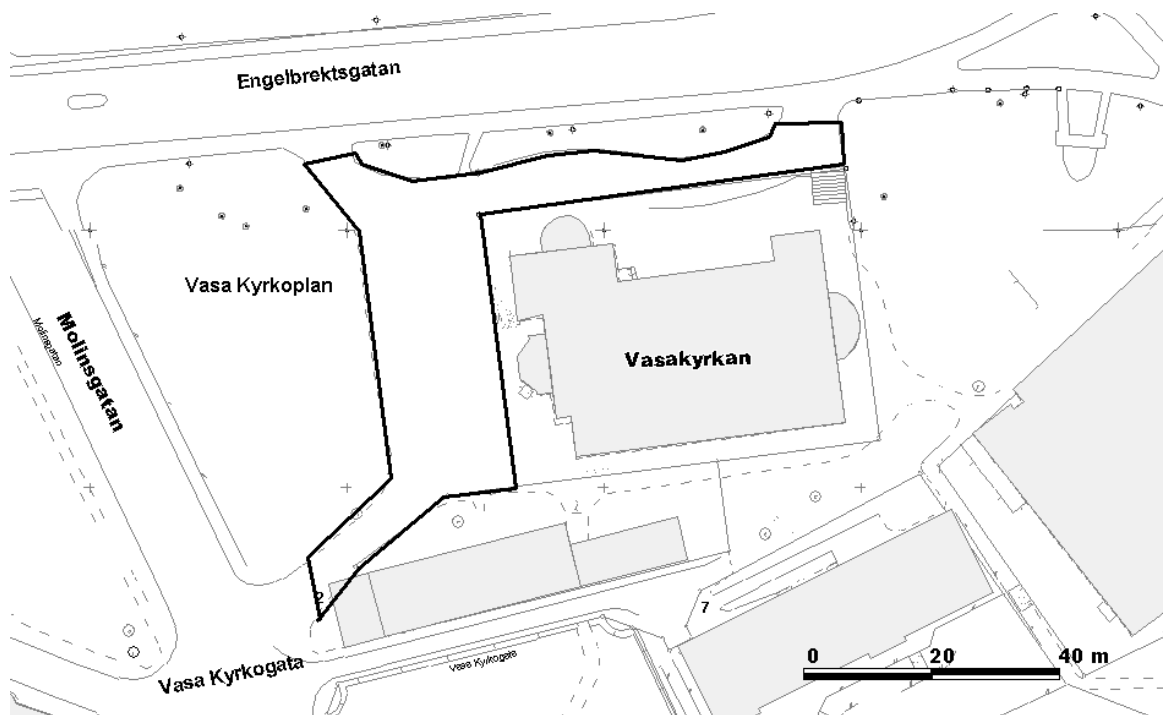 Engelbrektsgatan
Vasa Kyrkoplan
Molinsgatan
Molinsgatan
Vasakyrkan
7
0 20 40 m
Vasa Kyrkogata
Vasa Kyrkogata